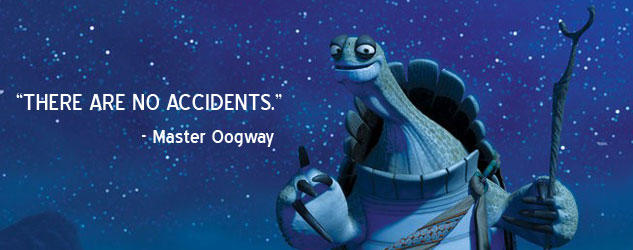 “THERE ARE NO ACCIDENTS.”
- Master Oogway